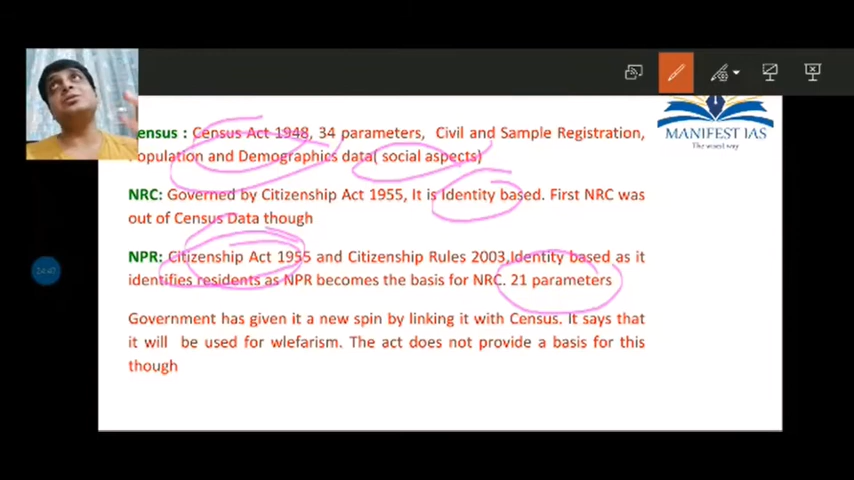 ensus : Census Act 1948, 34 parameters, Civil and Sample Registration,
opulation and Demographics data( social aspects)
NRC: Governed by Citizenship Act 1955, It is Identity based. First NRC was
out of Census Data though
NPR: Citizenship Act 1955 and Citizenship Rules 2003,Identity based as it
identifies residents as NPR becomes the basis for NRC. 21 parameters
Government has given it a new spin by linking it with Census. It says that
it will be used for wlefarism. The act does not provide a basis for this
though
MANIFEST IAS
24:47